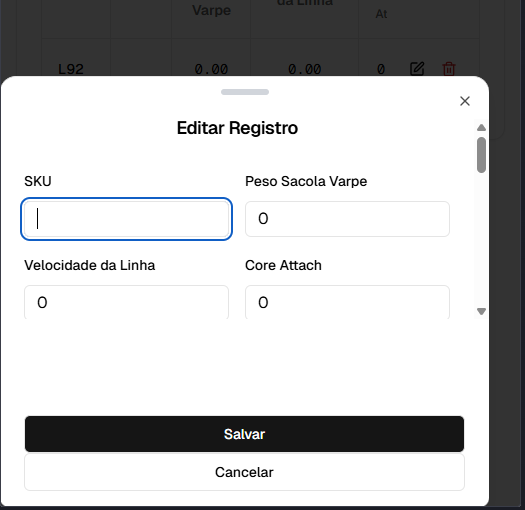 Varpe
da Linha
At
L92 0.00 0.00 0
Editar Registro
SKU Peso Sacola Varpe
0
Velocidade da Linha Core Attach
0 0
Salvar
Cancelar